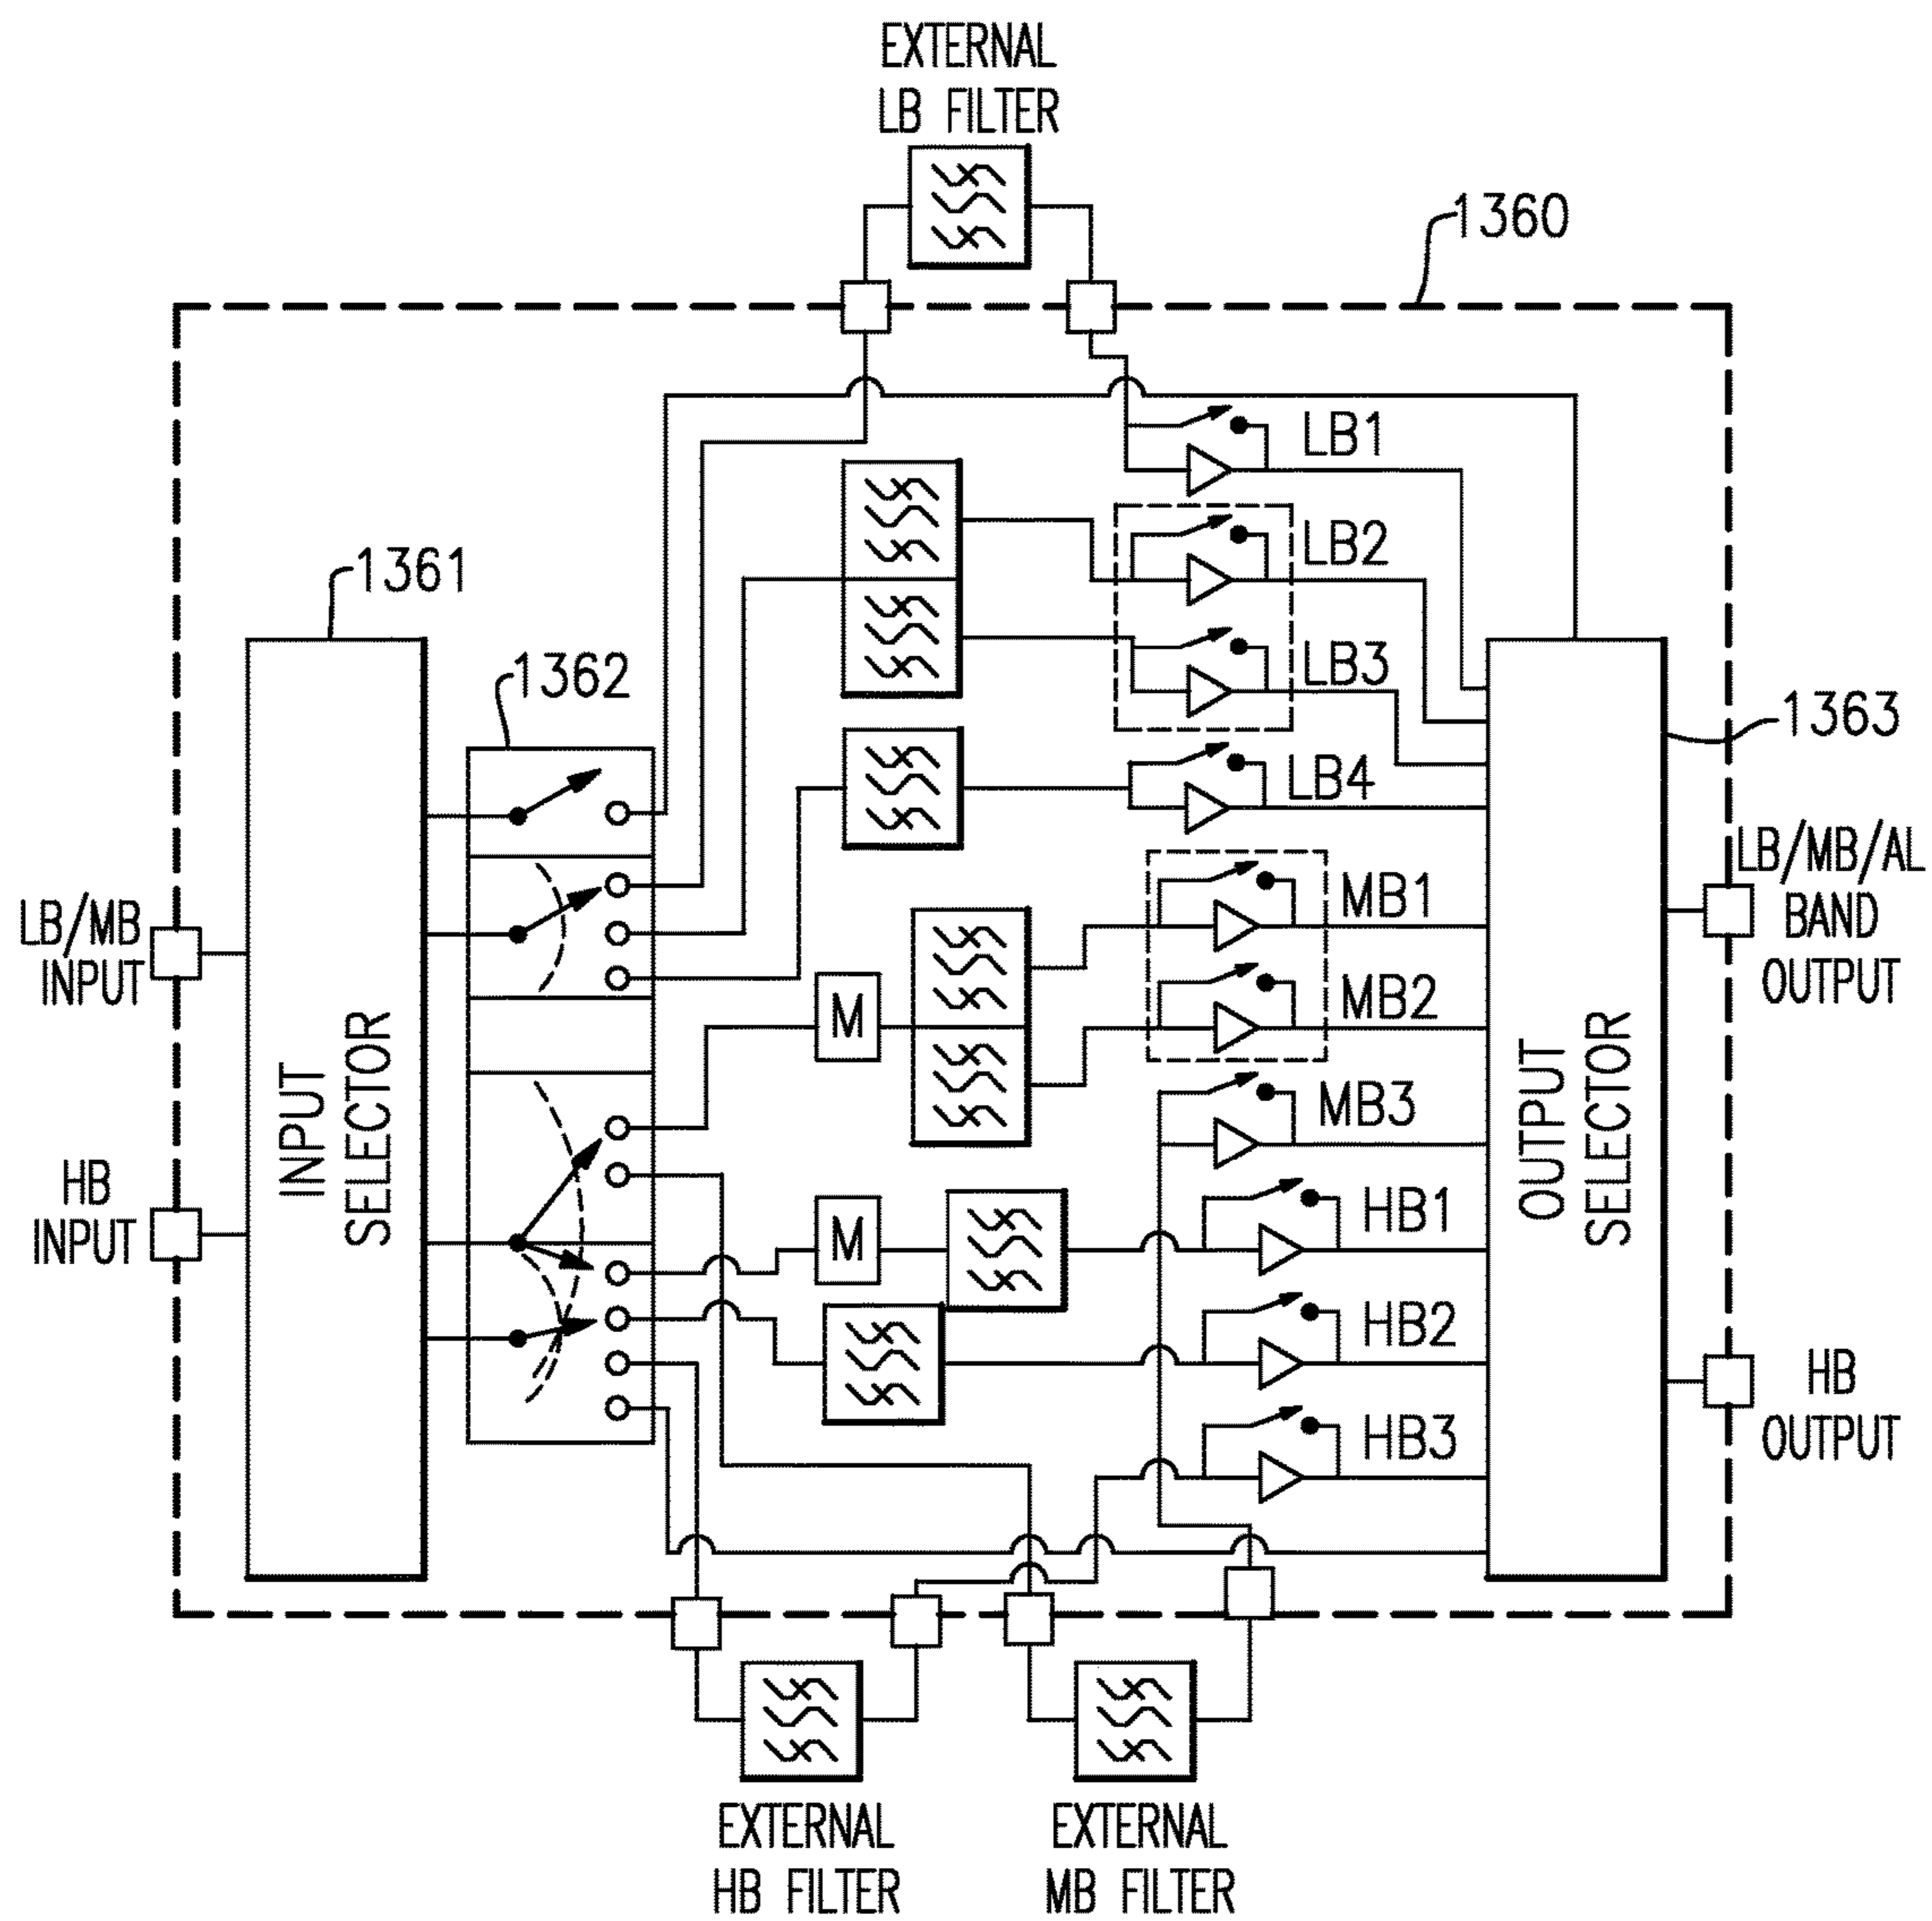 EXTERNAL
LB FILTER
1360
1361
1362
1363
LB1
LB2
LB3
LB4
MB1
MB2
MB3
HB1
HB2
HB3
M
M
LB/MB
INPUT
HB
INPUT
INPUT
SELECTOR
OUTPUT
SELECTOR
LB/MB/AL
BAND
OUTPUT
HB
OUTPUT
EXTERNAL
HB FILTER
EXTERNAL
MB FILTER